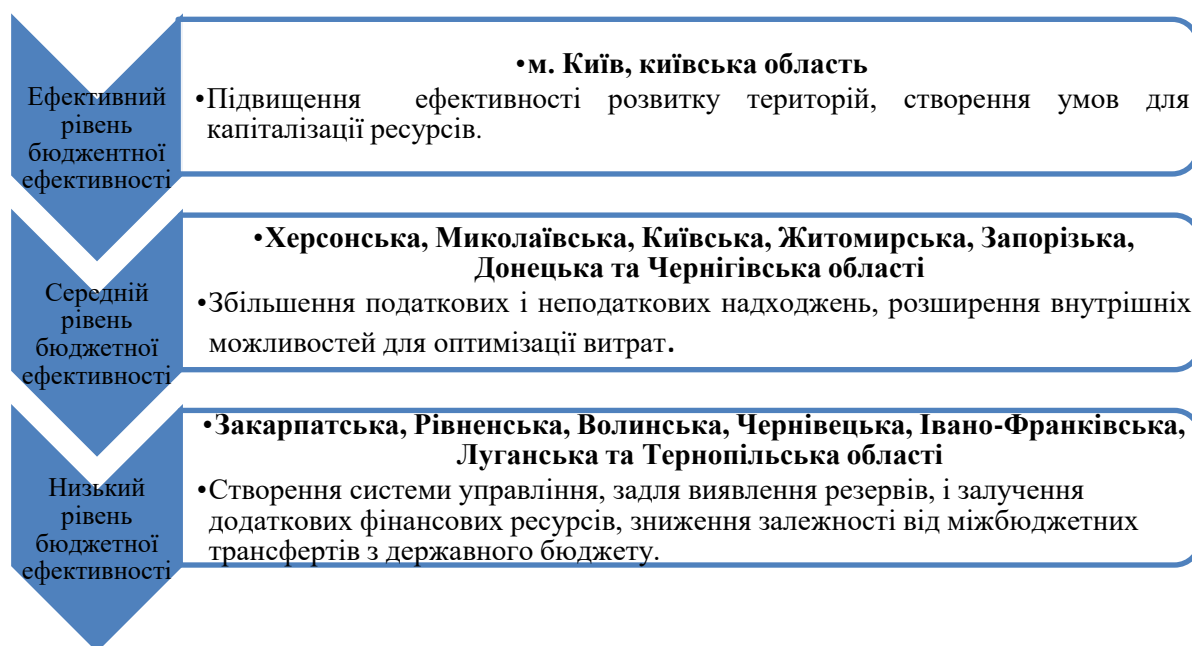 Ефективний
рівень
бюджентної
ефективності
•м. Київ, київська область
•Підвищення ефективності розвитку територій, створення умов для
капіталізації ресурсів.
Середній
рівень
бюджетної
ефективності
•Херсонська, Миколаївська, Київська, Житомирська, Запорізька,
Донецька та Чернігівська області
•Збільшення податкових і неподаткових надходжень, розширення внутрішніх
можливостей для оптимізації витрат.
Низький
рівень
бюджетної
ефективності
•Закарпатська, Рівненська, Волинська, Чернівецька, Івано-Франківська,
Луганська та Тернопільська області
•Створення системи управління, задля виявлення резервів, і залучення
додаткових фінансових ресурсів, зниження залежності від міжбюджетних
трансфертів з державного бюджету.